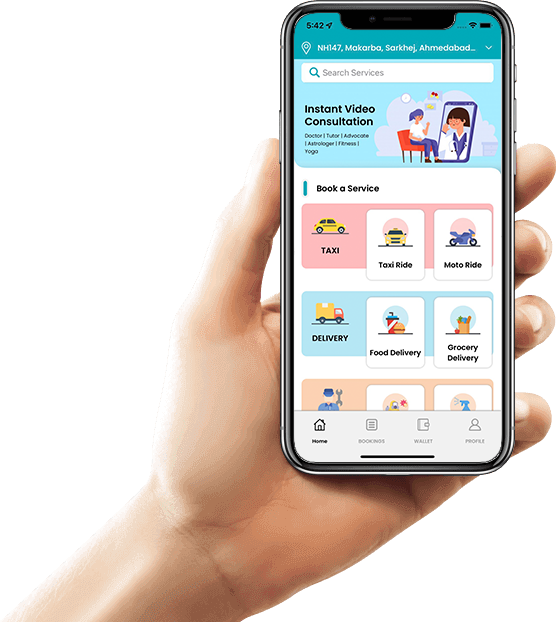 5:42
NH147, Makarba, Sarkhej, Ahmedabad...
Search Services
Instant Video
Consultation
Doctor | Tutor | Advocate
| Astrologer | Fitness |
Yoga
Book a Service
TAXI
Taxi Ride
Moto Ride
DELIVERY
Food Delivery
Grocery
Delivery
Home
BOOKINGS
WALLET
PROFILE